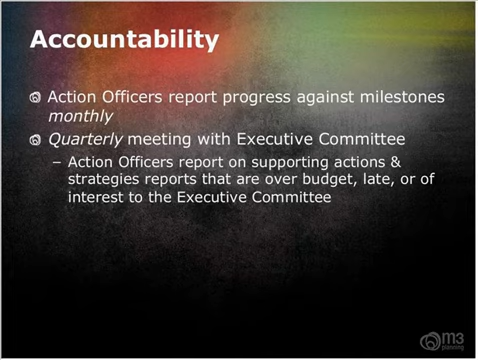 Accountability
Action Officers report progress against milestones
monthly
Quarterly meeting with Executive Committee
– Action Officers report on supporting actions &
strategies reports that are over budget, late, or of
interest to the Executive Committee
m3
planning